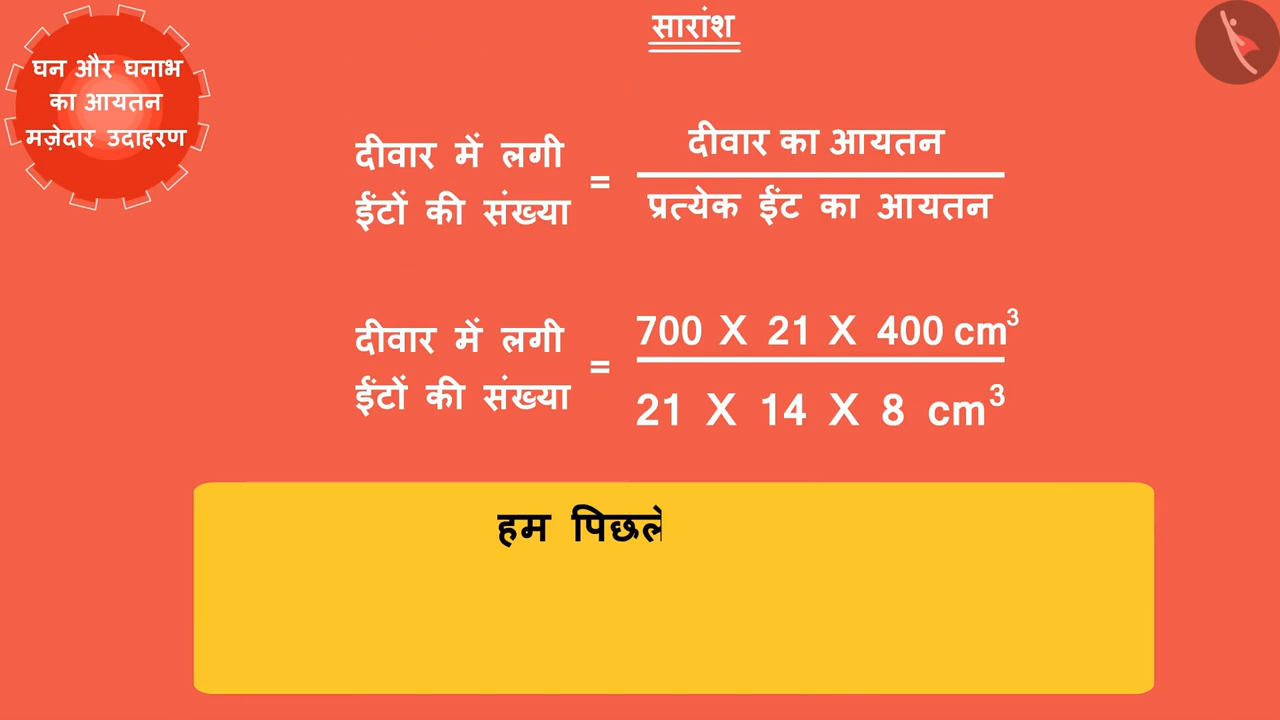 सारांश
घन और घनाभ
का आयतन
मज़ेदार उदाहरण
दीवार में लगी
ईंटों की संख्या
=
दीवार का आयतन
प्रत्येक ईंट का आयतन
दीवार में लगी
ईंटों की संख्या
=
700 X 21 X 400 cm³
21 X 14 X 8 cm³
हम पिछले